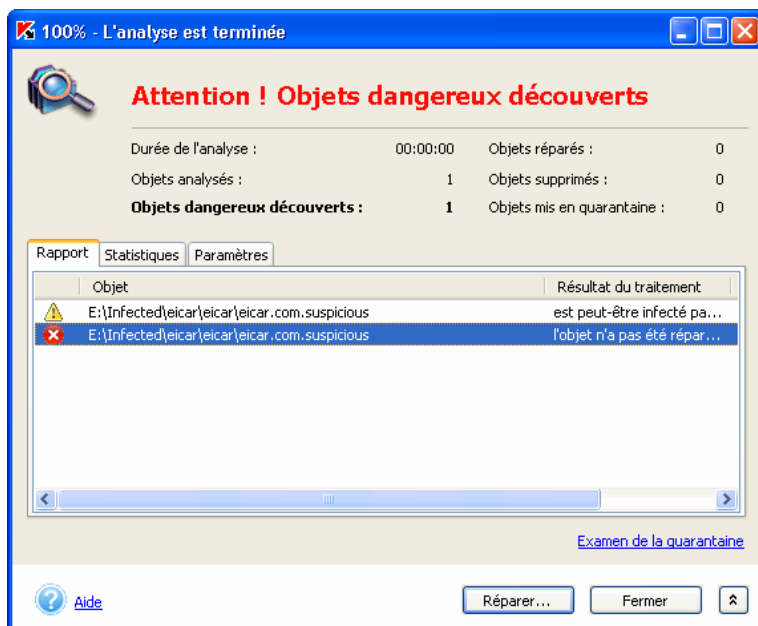 100% - L'analyse est terminée
Attention ! Objets dangereux découverts
Durée de l'analyse : 00:00:00 Objets réparés : 0
Objets analysés : 1 Objets supprimés : 0
Objets dangereux découverts : 1 Objets mis en quarantaine : 0
Rapport Statistiques Paramètres
Objet Résultat du traitement
E:\Infected\eicar\eicar\eicar.com.suspicious est peut-être infecté pa...
E:\Infected\eicar\eicar\eicar.com.suspicious l'objet n'a pas été répar...
Examen de la quarantaine
Aide Réparer... Fermer